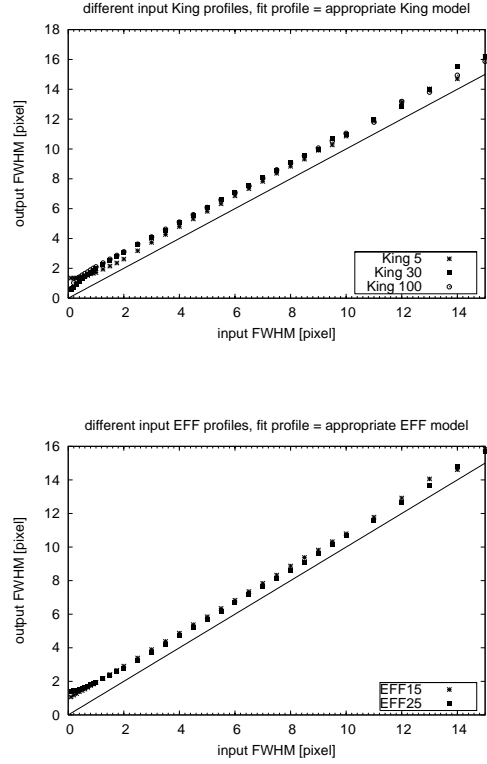 different input King profiles, fit profile = appropriate King model
18
16
14
12
10
8
6
4
2
0
output FWHM [pixel]
King 5
King 30
King 100
0 2 4 6 8 10 12 14
input FWHM [pixel]
different input EFF profiles, fit profile = appropriate EFF model
16
14
12
10
8
6
4
2
0
output FWHM [pixel]
EFF15
EFF25
0 2 4 6 8 10 12 14
input FWHM [pixel]